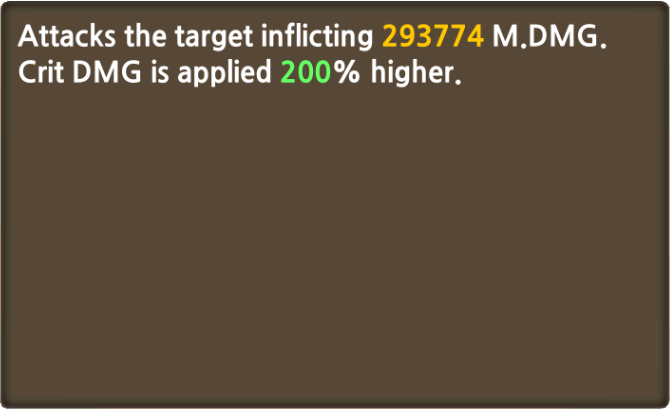 Attacks the target inflicting 293774 M.DMG.
Crit DMG is applied 200% higher.